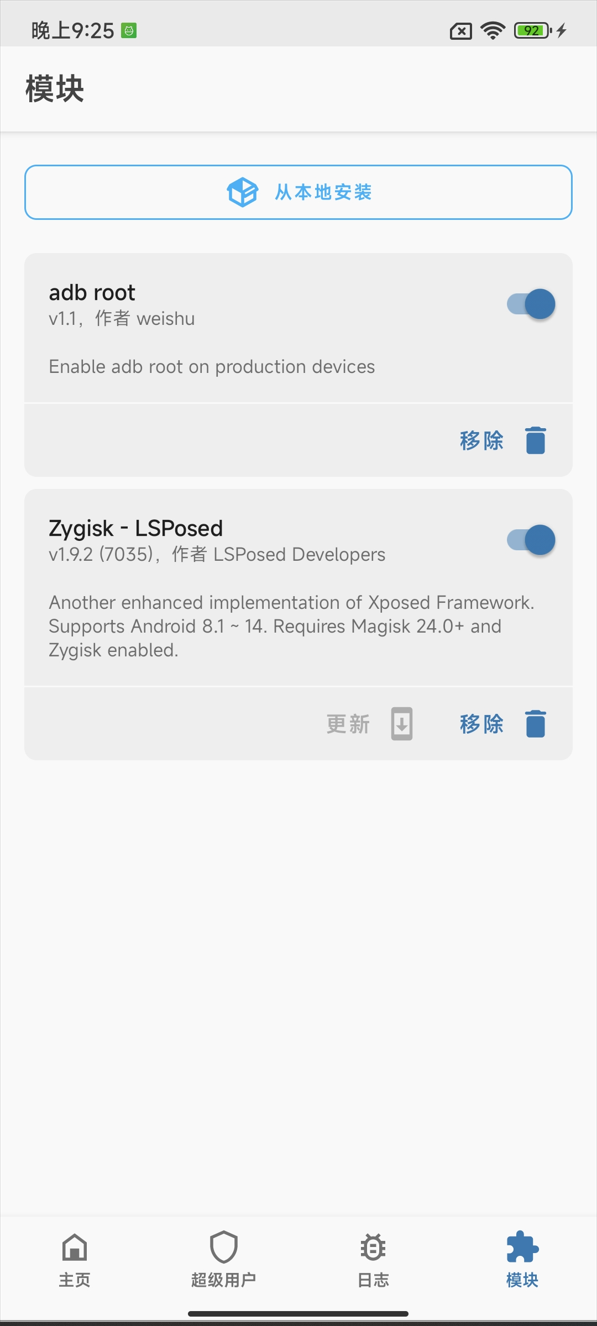 晚上9:25
92
模块
从本地安装
adb root
v1.1，作者 weishu
Enable adb root on production devices
移除
Zygisk - LSPosed
v1.9.2 (7035)，作者 LSPosed Developers
Another enhanced implementation of Xposed Framework.
Supports Android 8.1 ~ 14. Requires Magisk 24.0+ and
Zygisk enabled.
更新
移除
主页
超级用户
日志
模块